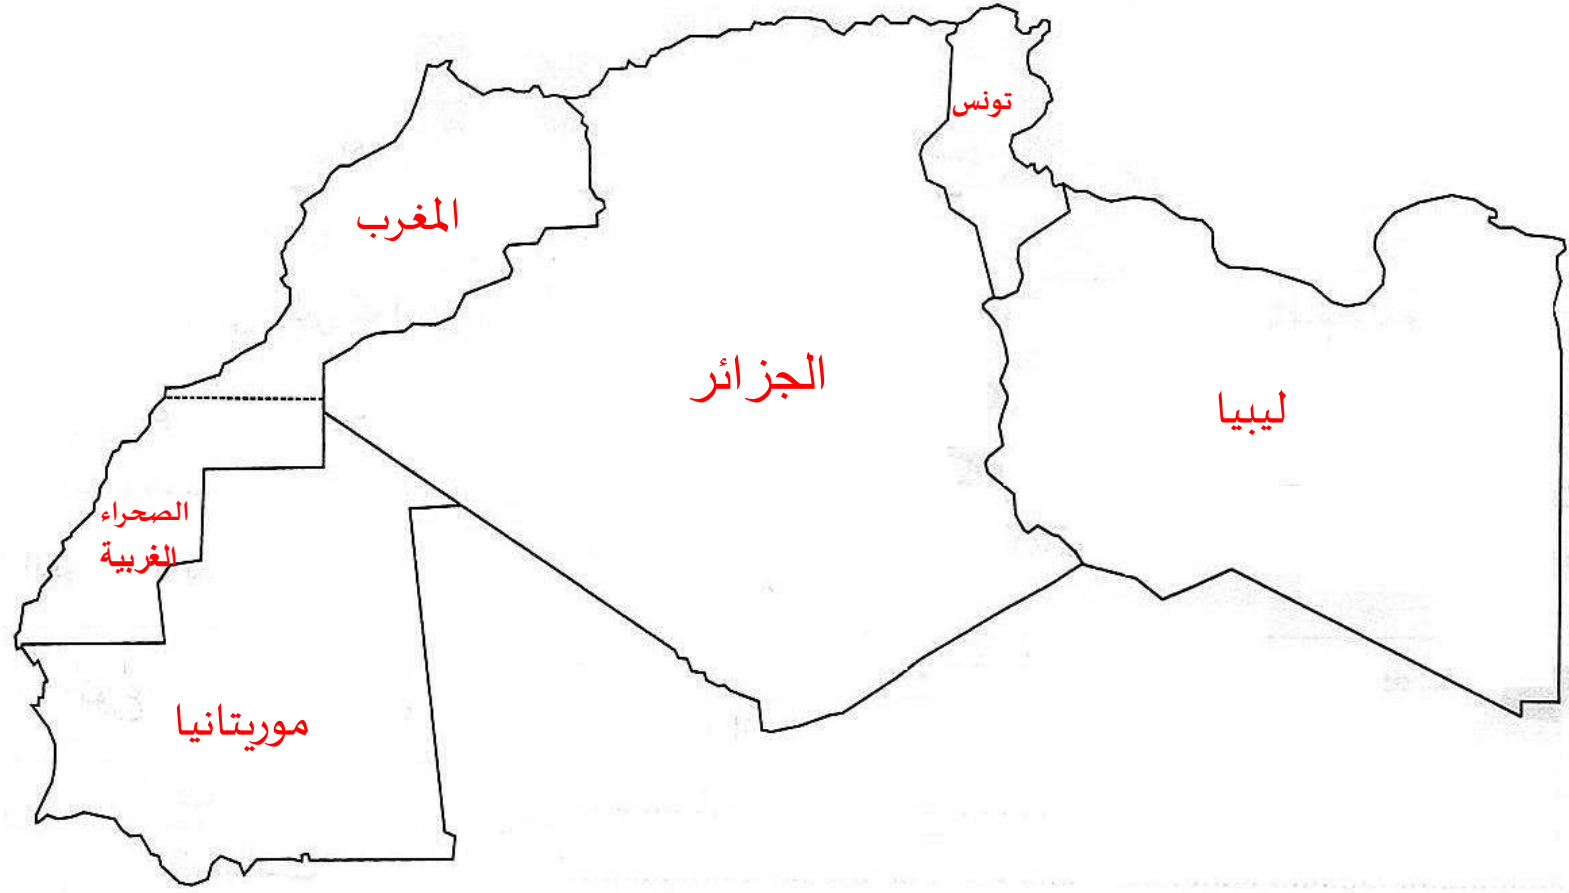 تونس
المغرب
الجزائر
ليبيا
الصحراء
الغربية
موريتانيا